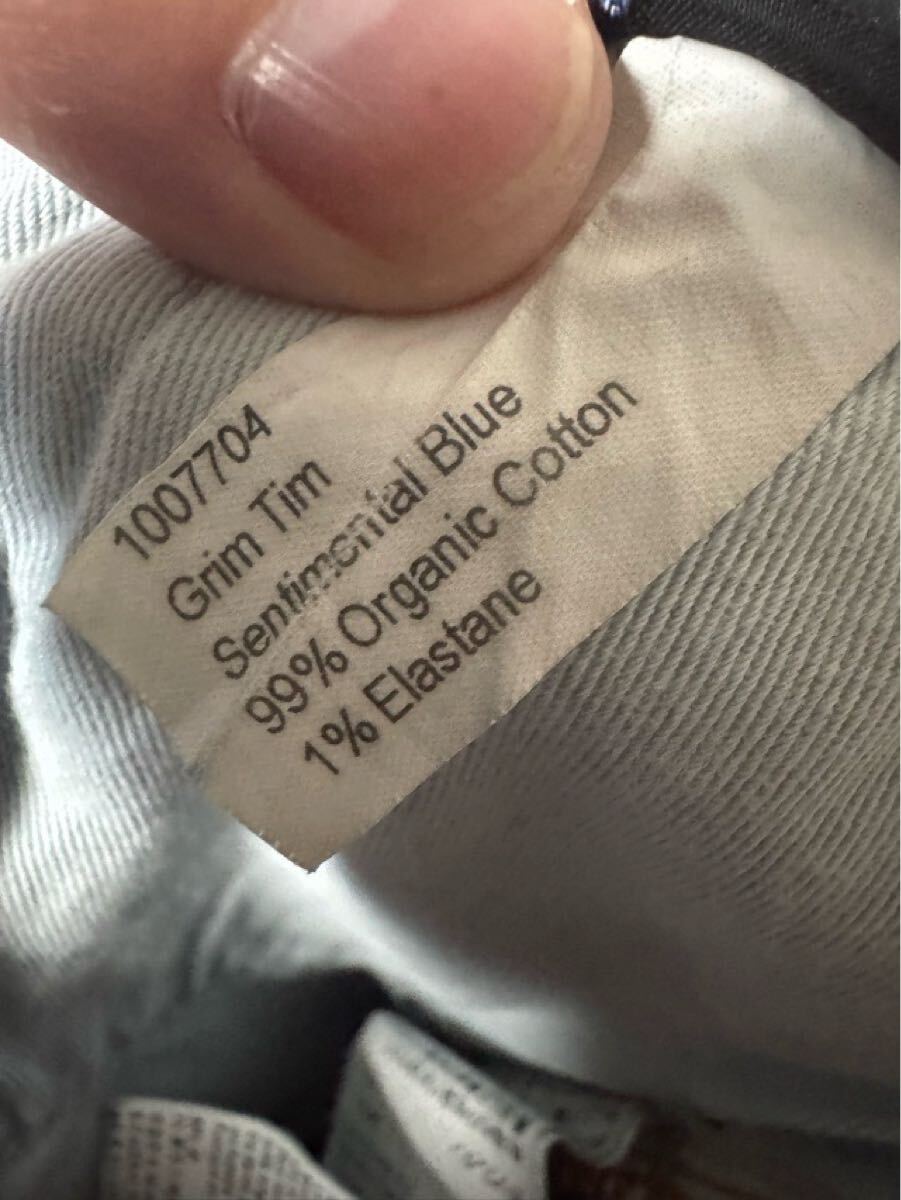 1007704
Grim Tim
Sentimental Blue
99% Organic Cotton
1% Elastane